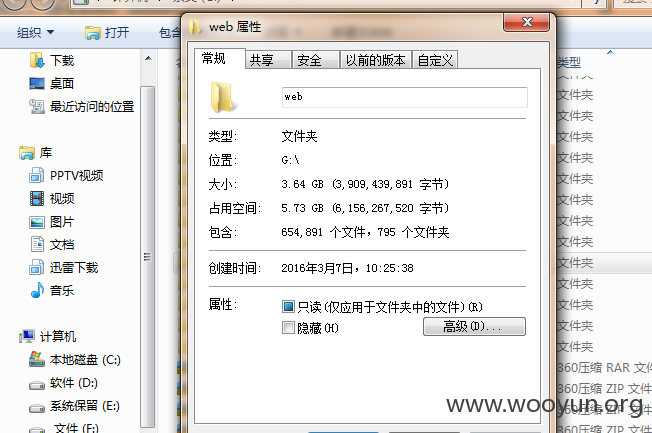 web 属性
组织
打开
常规
共享
安全
以前的版本
自定义
类型
下载
桌面
最近访问的位置
库
PPTV视频
视频
图片
文档
迅雷下载
音乐
计算机
本地磁盘 (C:)
软件 (D:)
系统保留 (E:)
文件 (F:)
web
类型: 文件夹
位置: G:\
大小: 3.64 GB (3,909,439,891 字节)
占用空间: 5.73 GB (6,156,267,520 字节)
包含: 654,891 个文件，795 个文件夹
创建时间: 2016年3月7日，10:25:38
属性: 只读(仅应用于文件夹中的文件)(R)
隐藏(H)
高级(D)...
文件夹
文件夹
文件夹
文件夹
文件夹
文件夹
文件夹
文件夹
文件夹
文件夹
文件夹
文件夹
360压缩 RAR 文件
360压缩 ZIP 文件
360压缩 ZIP 文件
360压缩 ZIP 文件
www.wooyun.org